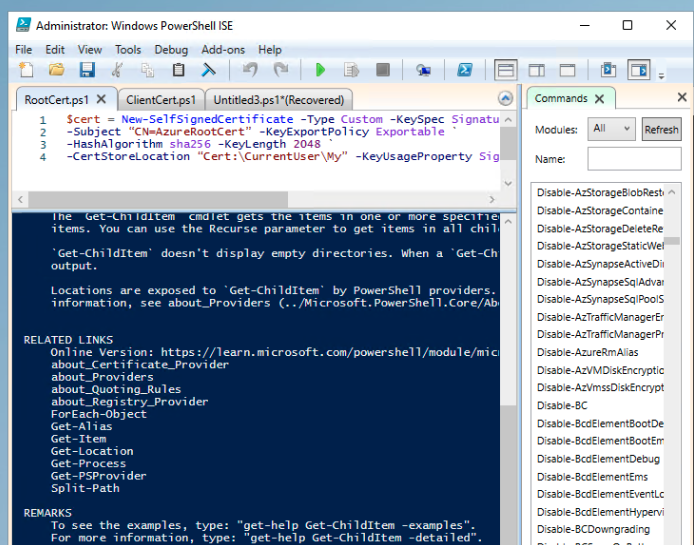 Administrator: Windows PowerShell ISE
File Edit View Tools Debug Add-ons Help
RootCert.ps1 X ClientCert.ps1 Untitled3.ps1*(Recovered)
1 $cert = New-SelfSignedCertificate -Type Custom -KeySpec Signatu
2 -Subject "CN=AzureRootCert" -KeyExportPolicy Exportable `
3 -HashAlgorithm sha256 -KeyLength 2048 `
4 -CertStoreLocation "Cert:\CurrentUser\My" -KeyUsageProperty Sig
The `Get-ChildItem` cmdlet gets the items in one or more specifie
items. You can use the Recurse parameter to get items in all chil
`Get-ChildItem` doesn't display empty directories. When a `Get-Ch
output.
Locations are exposed to `Get-ChildItem` by PowerShell providers.
information, see about_Providers (../Microsoft.PowerShell.Core/Abo
RELATED LINKS
Online Version: https://learn.microsoft.com/powershell/module/mic
about_Certificate_Provider
about_Providers
about_Quoting_Rules
about_Registry_Provider
ForEach-Object
Get-Alias
Get-Item
Get-Location
Get-Process
Get-PSProvider
Split-Path
REMARKS
To see the examples, type: "get-help Get-ChildItem -examples".
For more information, type: "get-help Get-ChildItem -detailed".
Commands X
Modules: All Refresh
Name:
Disable-AzStorageBlobRest
Disable-AzStorageContaine
Disable-AzStorageDeleteRe
Disable-AzStorageStaticWel
Disable-AzSynapseActiveDi
Disable-AzSynapseSqlAdvar
Disable-AzSynapseSqlPoolS
Disable-AzTrafficManagerEr
Disable-AzTrafficManagerPr
Disable-AzureRmAlias
Disable-AzVMDiskEncryptic
Disable-AzVmssDiskEncrypt
Disable-BC
Disable-BcdElementBootDe
Disable-BcdElementBootEm
Disable-BcdElementDebug
Disable-BcdElementEms
Disable-BcdElementEventLc
Disable-BcdElementHypervi
Disable-BCDowngrading